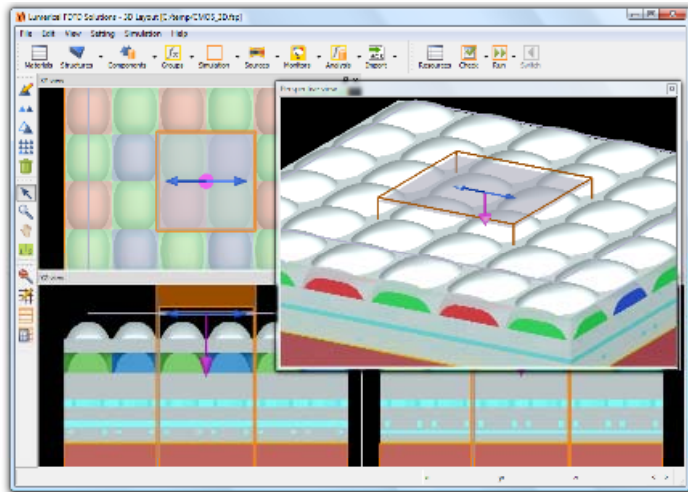 Lumerical FDTD Solutions - 3D Layout [C:/temp/CMOS_3D.fsp]
File Edit View Setting Simulation Help
Materials Structures Components Groups Simulation Sources Monitors Analysis Import Resources Check Run Switch
XY view
Perspective view
XZ view
x: y: z: